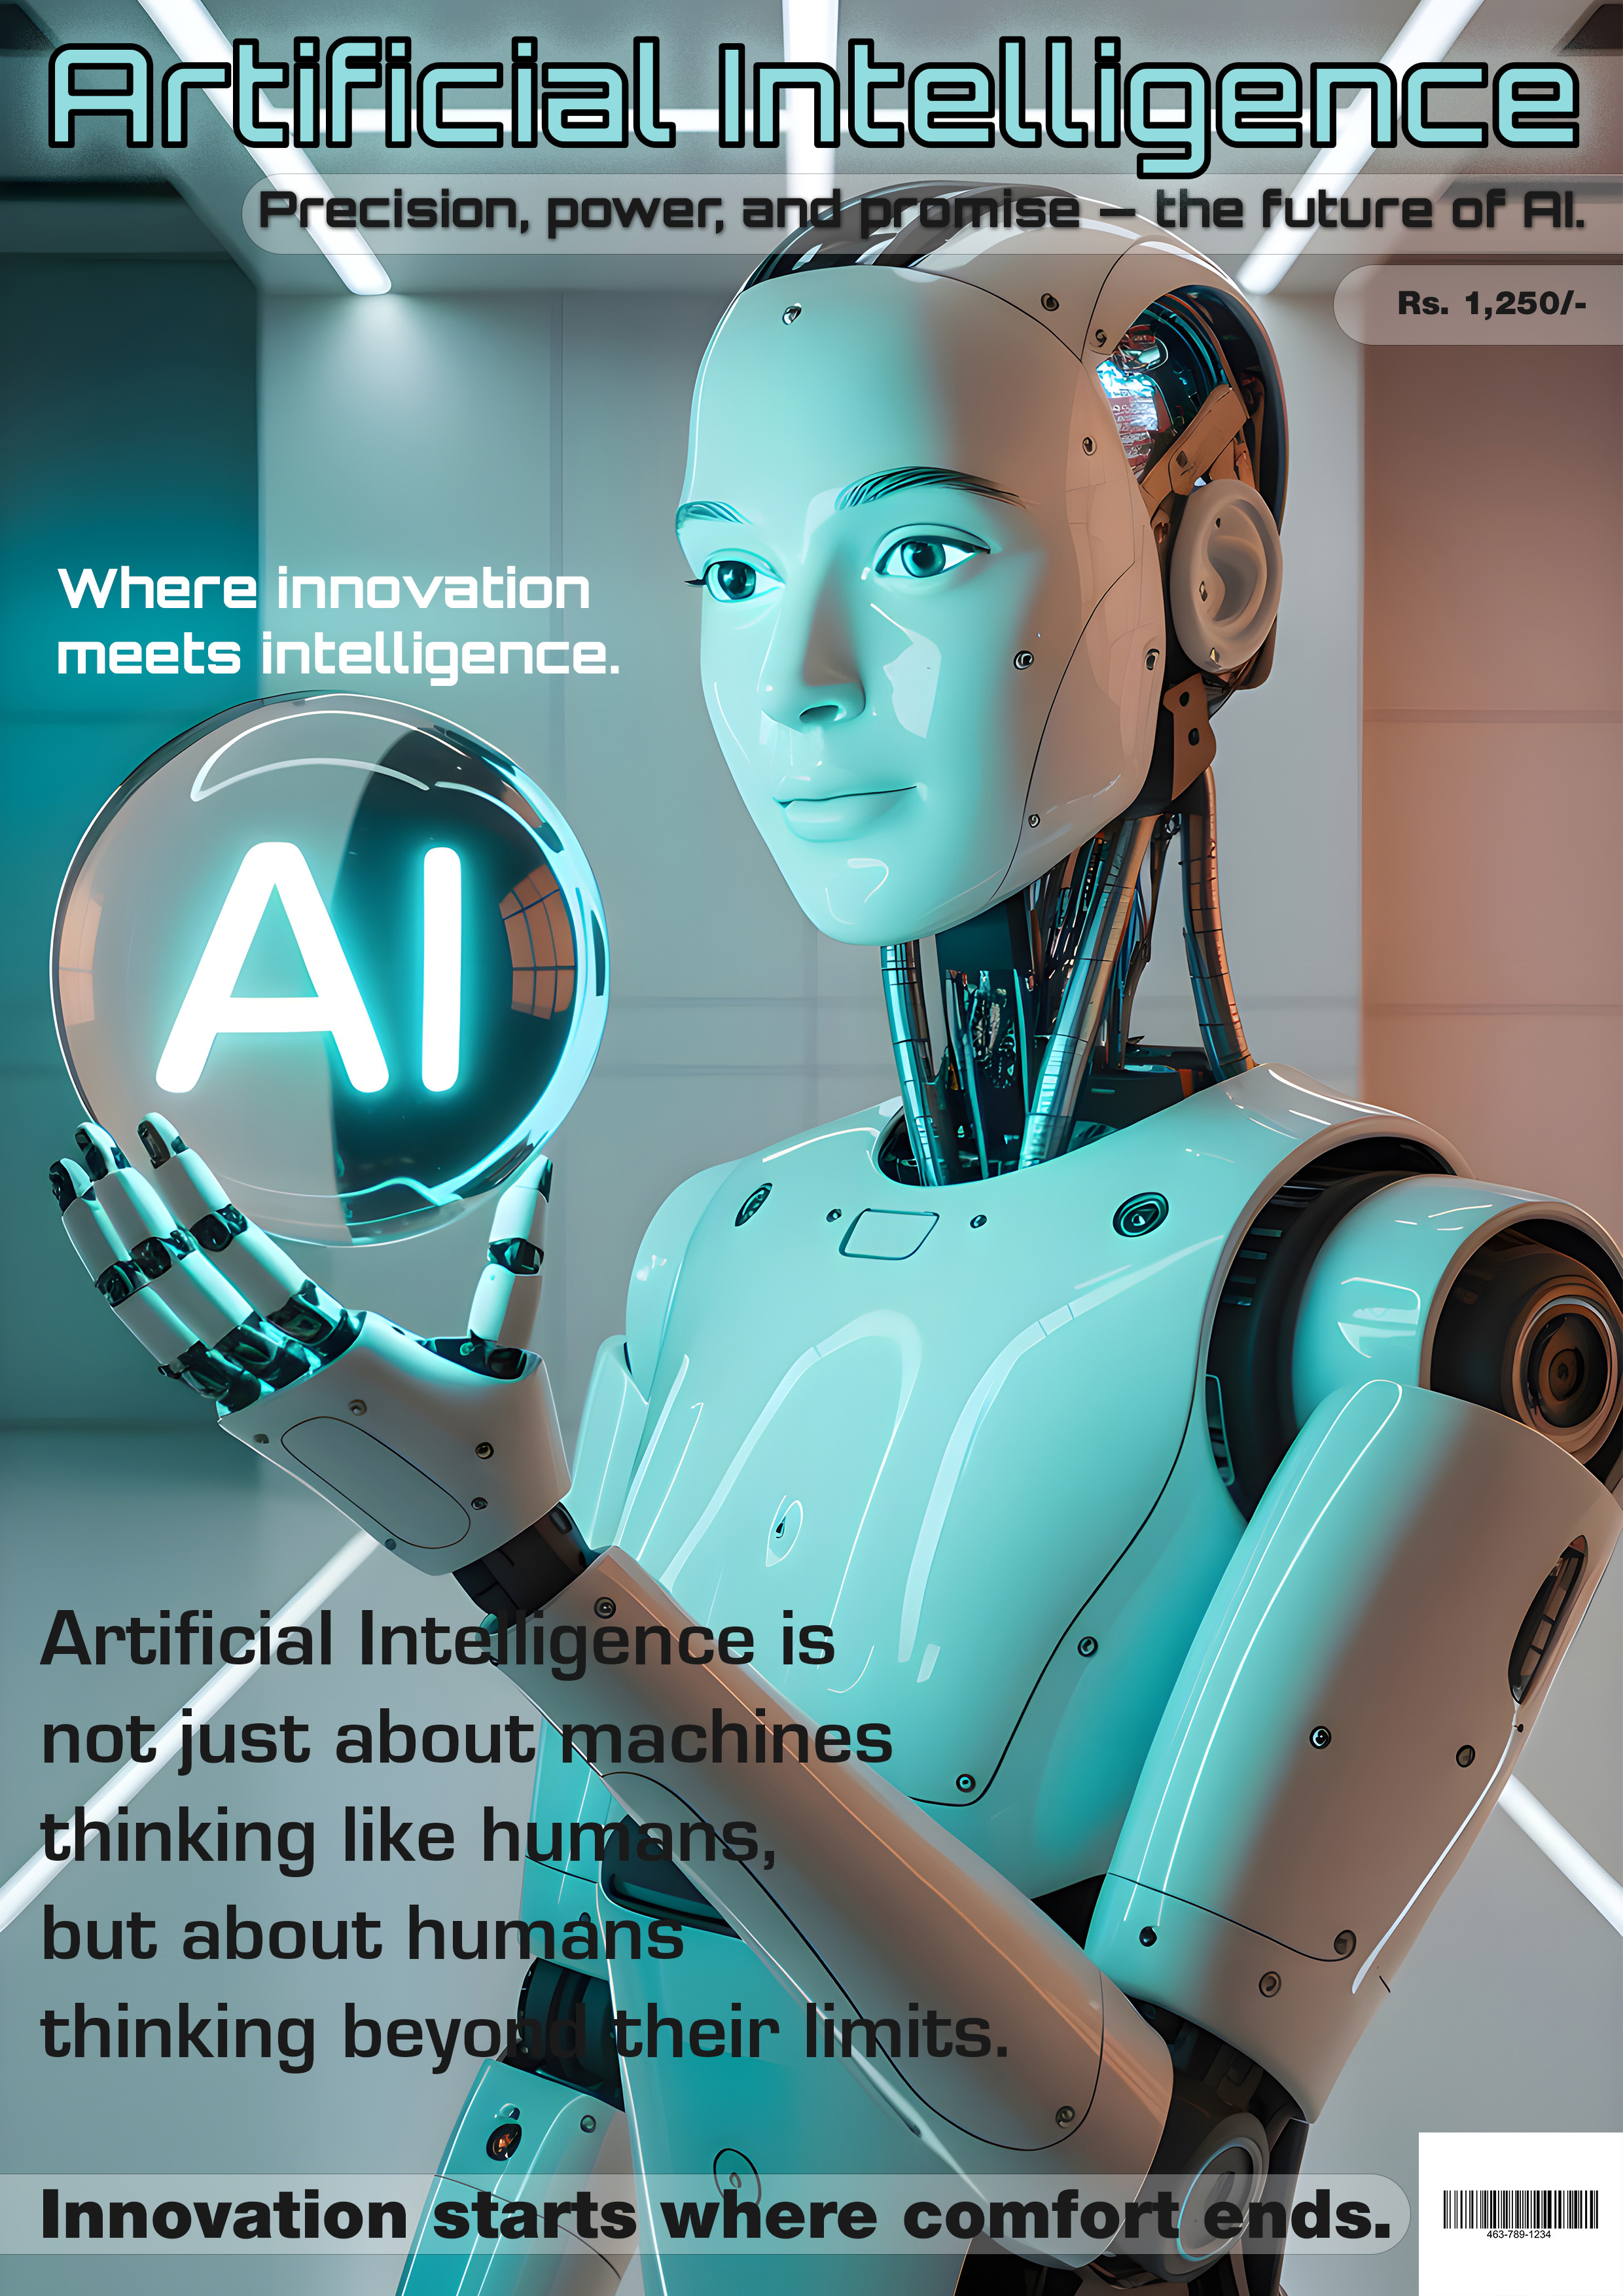 Artificial Intelligence
Precision, power, and promise – the future of AI.
Rs. 1,250/-
Where innovation
meets intelligence.
AI
Artificial Intelligence is
not just about machines
thinking like humans,
but about humans
thinking beyond their limits.
Innovation starts where comfort ends.
463-789-1234